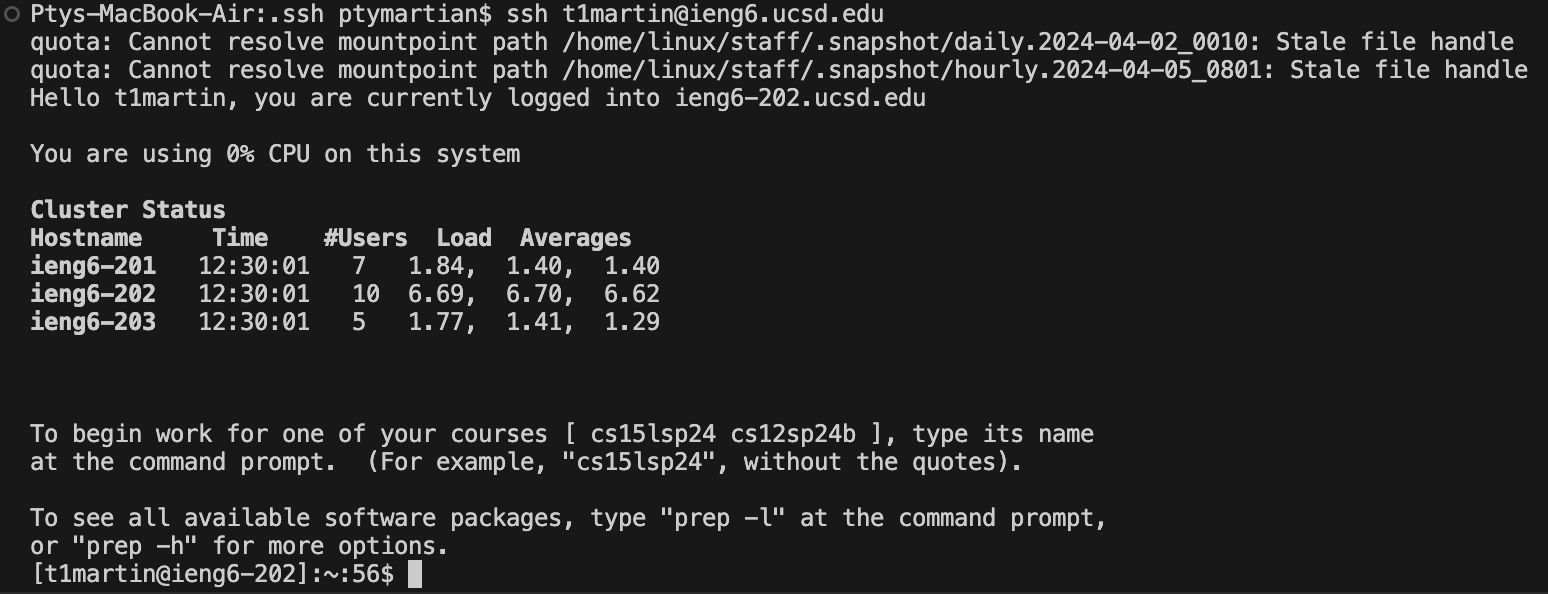 Ptys-MacBook-Air:.ssh ptymartian$ ssh t1martin@ieng6.ucsd.edu
quota: Cannot resolve mountpoint path /home/linux/staff/.snapshot/daily.2024-04-02_0010: Stale file handle
quota: Cannot resolve mountpoint path /home/linux/staff/.snapshot/hourly.2024-04-05_0801: Stale file handle
Hello t1martin, you are currently logged into ieng6-202.ucsd.edu
You are using 0% CPU on this system
Cluster Status
Hostname     Time    #Users  Load  Averages
ieng6-201   12:30:01   7   1.84,  1.40,  1.40
ieng6-202   12:30:01   10  6.69,  6.70,  6.62
ieng6-203   12:30:01   5   1.77,  1.41,  1.29
To begin work for one of your courses [ cs15lsp24 cs12sp24b ], type its name
at the command prompt.  (For example, "cs15lsp24", without the quotes).
To see all available software packages, type "prep -l" at the command prompt,
or "prep -h" for more options.
[t1martin@ieng6-202]:~:56$